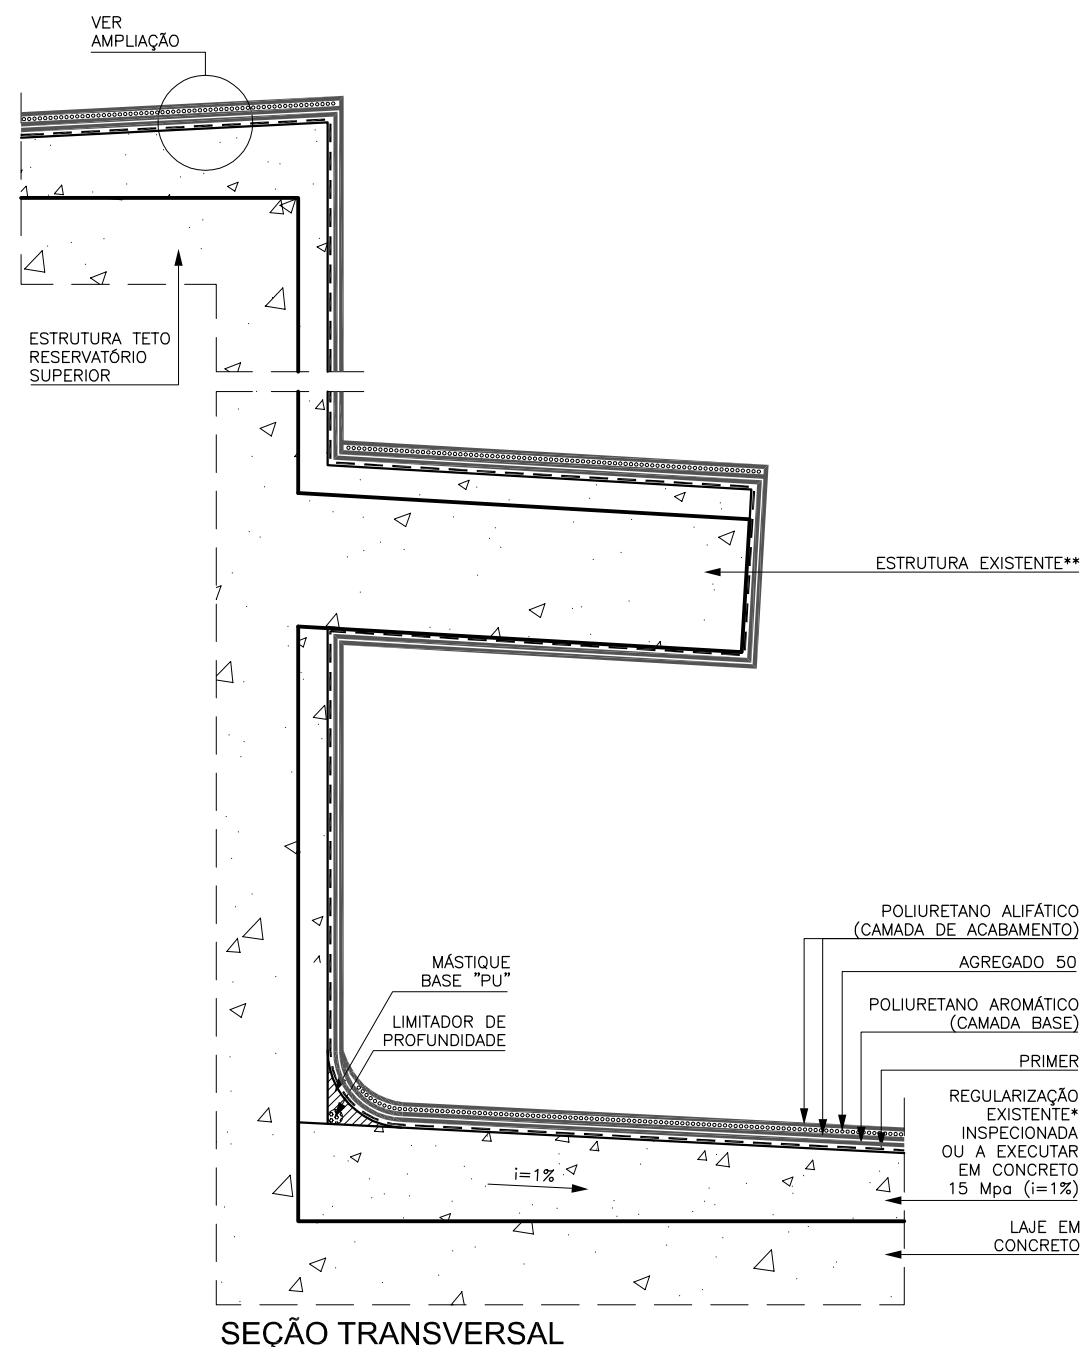 VER
AMPLIAÇÃO
ESTRUTURA TETO
RESERVATÓRIO
SUPERIOR
ESTRUTURA EXISTENTE**
POLIURETANO ALIFÁTICO
(CAMADA DE ACABAMENTO)
AGREGADO 50
MÁSTIQUE
BASE "PU"
POLIURETANO AROMÁTICO
(CAMADA BASE)
LIMITADOR DE
PROFUNDIDADE
PRIMER
REGULARIZAÇÃO
EXISTENTE*
INSPECIONADA
OU A EXECUTAR
EM CONCRETO
15 Mpa (i=1%)
i=1%
LAJE EM
CONCRETO
SEÇÃO TRANSVERSAL